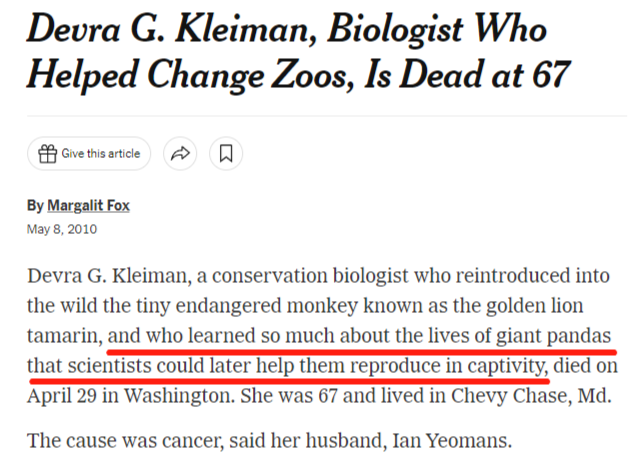 Devra G. Kleiman, Biologist Who
Helped Change Zoos, Is Dead at 67
Give this article
By Margalit Fox
May 8, 2010
Devra G. Kleiman, a conservation biologist who reintroduced into
the wild the tiny endangered monkey known as the golden lion
tamarin, and who learned so much about the lives of giant pandas
that scientists could later help them reproduce in captivity, died on
April 29 in Washington. She was 67 and lived in Chevy Chase, Md.
The cause was cancer, said her husband, Ian Yeomans.